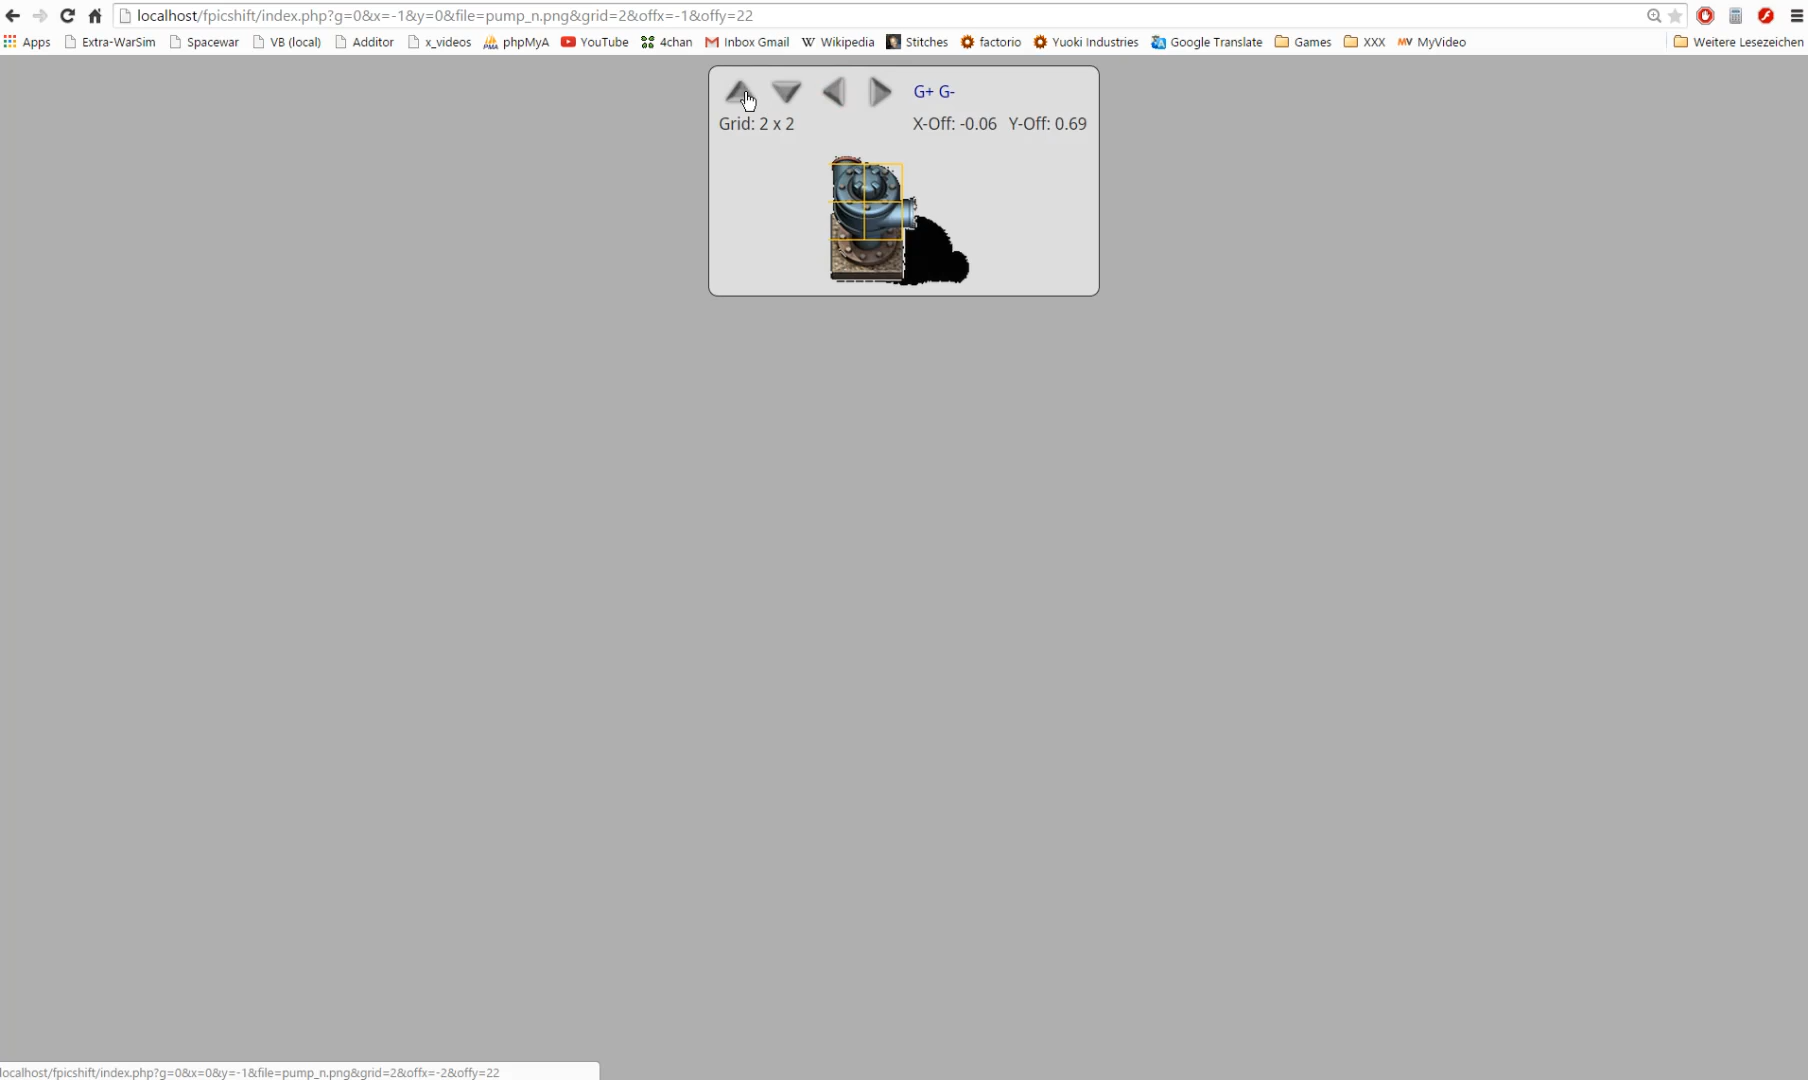 localhost/fpicshift/index.php?g=0&x=-1&y=0&file=pump_n.png&grid=2&offx=-1&offy=22
Apps Extra-WarSim Spacewar VB (local) Additor x_videos phpMyA YouTube 4chan Inbox Gmail Wikipedia Stitches factorio Yuoki Industries Google Translate Games XXX MyVideo Weitere Lesezeichen
G+ G-
Grid: 2 x 2 X-Off: -0.06 Y-Off: 0.69
localhost/fpicshift/index.php?g=0&x=0&y=-1&file=pump_n.png&grid=2&offx=-2&offy=22